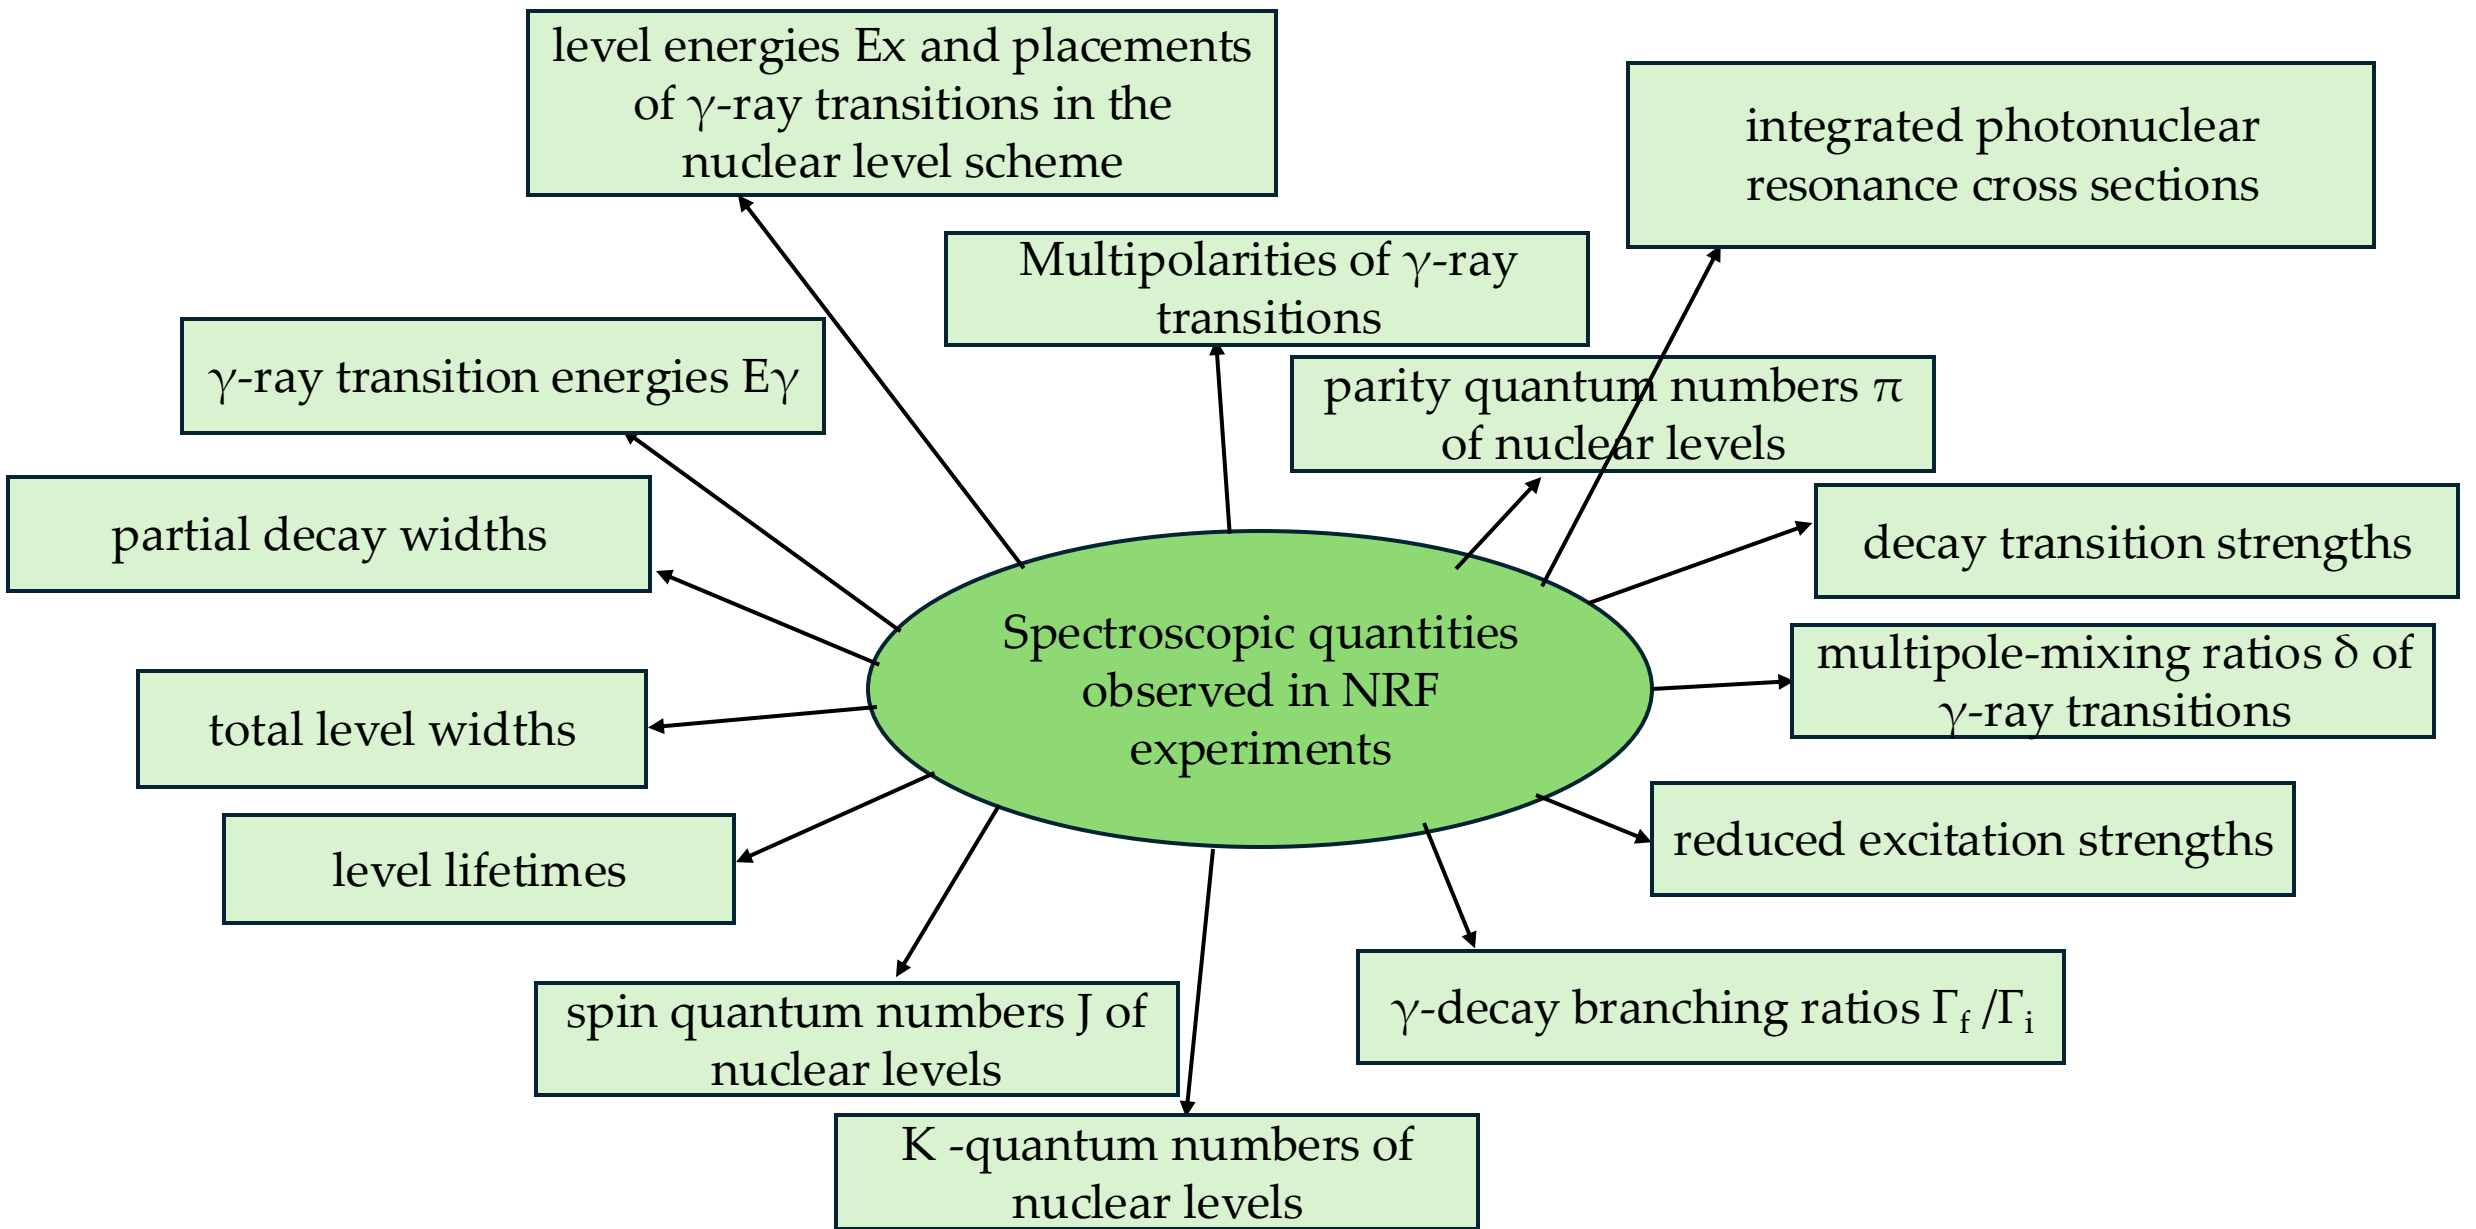 level energies Ex and placements
of γ-ray transitions in the
nuclear level scheme
integrated photonuclear
resonance cross sections
Multipolarities of γ-ray
transitions
γ-ray transition energies Eγ
parity quantum numbers π
of nuclear levels
partial decay widths
decay transition strengths
Spectroscopic quantities
observed in NRF
experiments
multipole-mixing ratios δ of
γ-ray transitions
total level widths
reduced excitation strengths
level lifetimes
spin quantum numbers J of
nuclear levels
γ-decay branching ratios Γf /Γi
K -quantum numbers of
nuclear levels